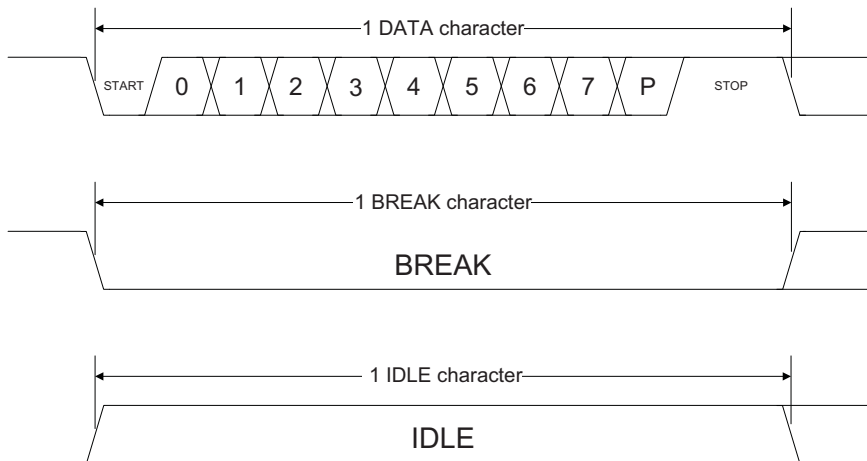 1 DATA character
START 0 1 2 3 4 5 6 7 P STOP
1 BREAK character
BREAK
1 IDLE character
IDLE